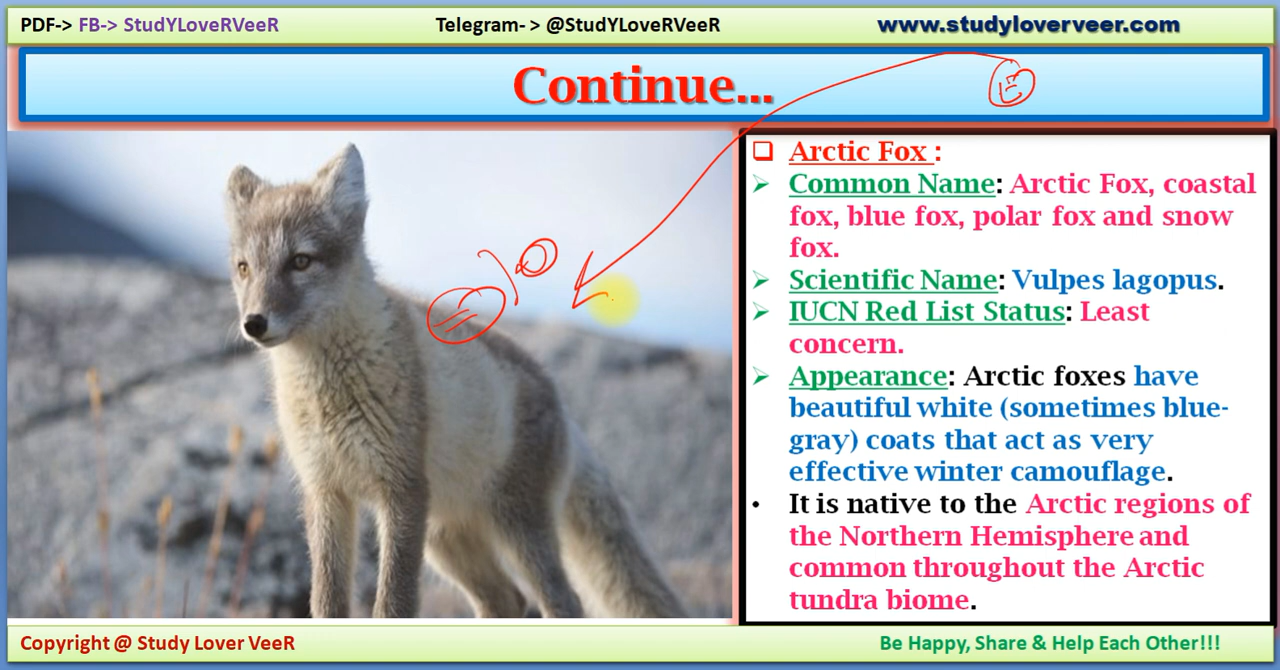 PDF-> FB-> StudYLoveRVeeR
Telegram- > @StudYLoveRVeeR
www.studyloverveer.com
Continue...
Arctic Fox :
Common Name: Arctic Fox, coastal
fox, blue fox, polar fox and snow
fox.
Scientific Name: Vulpes lagopus.
IUCN Red List Status: Least
concern.
Appearance: Arctic foxes have
beautiful white (sometimes blue-
gray) coats that act as very
effective winter camouflage.
• It is native to the Arctic regions of
the Northern Hemisphere and
common throughout the Arctic
tundra biome.
Copyright @ Study Lover VeeR
Be Happy, Share & Help Each Other!!!